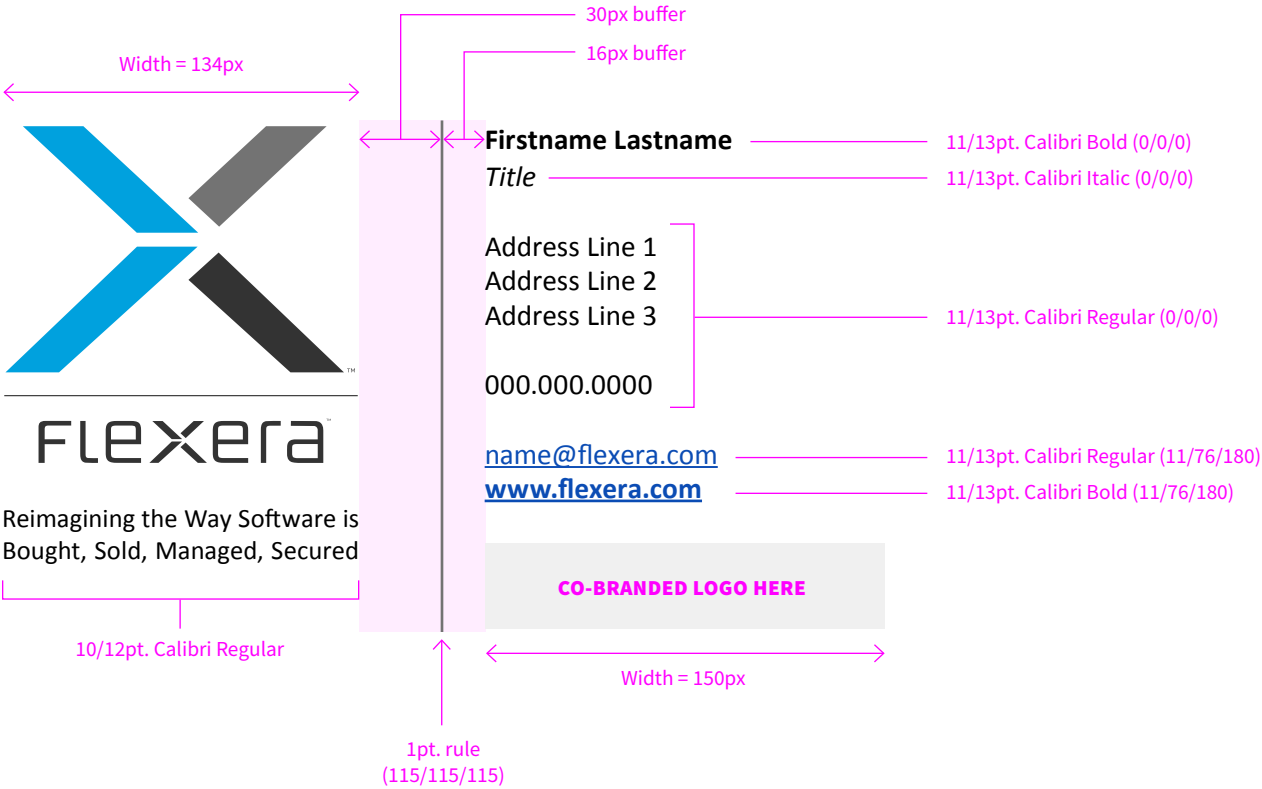 30px buffer
16px buffer
Width = 134px
Firstname Lastname
11/13pt. Calibri Bold (0/0/0)
Title
11/13pt. Calibri Italic (0/0/0)
Address Line 1
Address Line 2
Address Line 3
11/13pt. Calibri Regular (0/0/0)
000.000.0000
TM
FLEXERA™
name@flexera.com
11/13pt. Calibri Regular (11/76/180)
www.flexera.com
11/13pt. Calibri Bold (11/76/180)
Reimagining the Way Software is
Bought, Sold, Managed, Secured
10/12pt. Calibri Regular
CO-BRANDED LOGO HERE
Width = 150px
1pt. rule
(115/115/115)